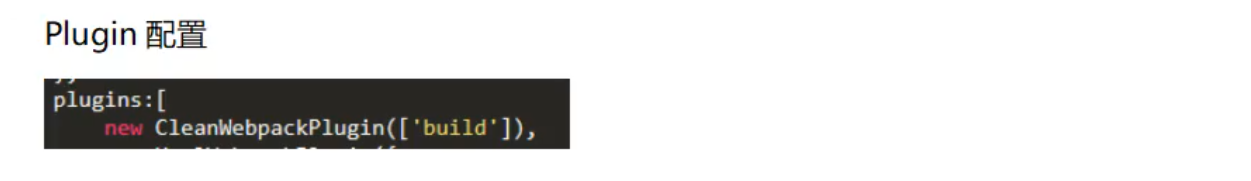 Plugin 配置
plugins:[
new CleanWebpackPlugin(['build']),